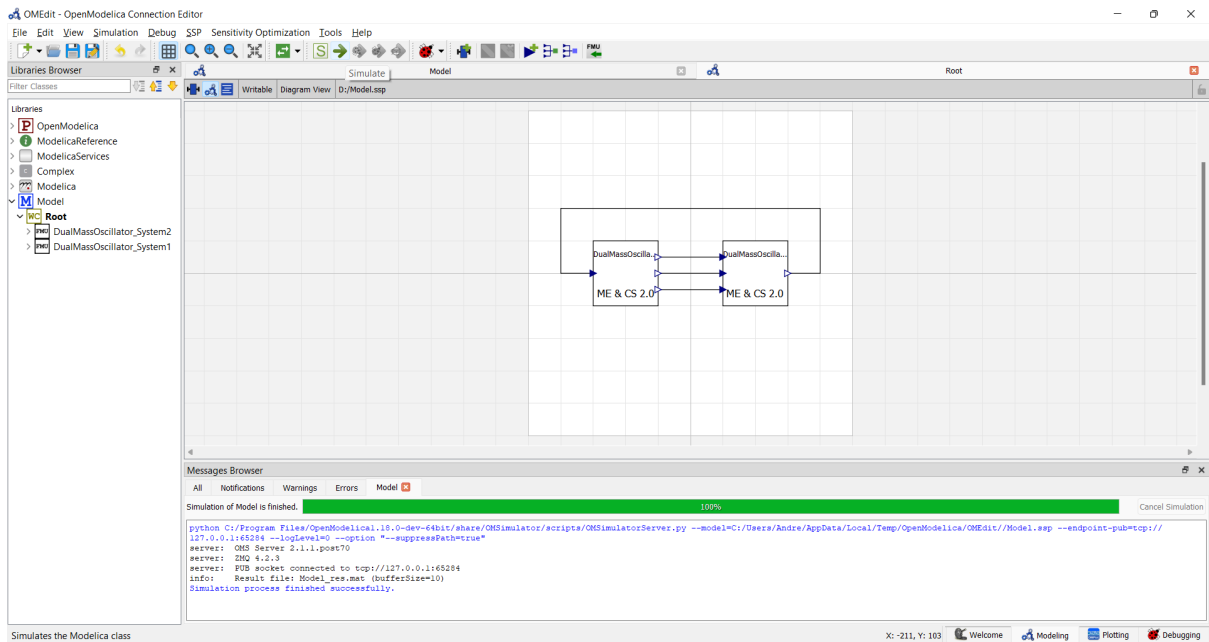 OMEdit - OpenModelica Connection Editor
File Edit View Simulation Debug SSP Sensitivity Optimization Tools Help
S FMU
Libraries Browser
Model
Root
Simulate
Filter Classes
Writable Diagram View D:/Model.ssp
Libraries
P OpenModelica
i ModelicaReference
ModelicaServices
C Complex
Modelica
M Model
WC Root
FMU DualMassOscillator_System2
FMU DualMassOscillator_System1
DualMassOscilla... DualMassOscilla...
ME & CS 2.0 ME & CS 2.0
Messages Browser
All Notifications Warnings Errors Model
Simulation of Model is finished. 100% Cancel Simulation
python C:/Program Files/OpenModelica1.18.0-dev-64bit/share/OMSimulator/scripts/OMSimulatorServer.py --model=C:/Users/Andre/AppData/Local/Temp/OpenModelica/OMEdit//Model.ssp --endpoint-pub=tcp://
127.0.0.1:65284 --logLevel=0 --option "--suppressPath=true"
server: OMS Server 2.1.1.post70
server: ZMQ 4.2.3
server: PUB socket connected to tcp://127.0.0.1:65284
info: Result file: Model_res.mat (bufferSize=10)
Simulation process finished successfully.
Simulates the Modelica class
X: -211, Y: 103 Welcome Modeling Plotting Debugging